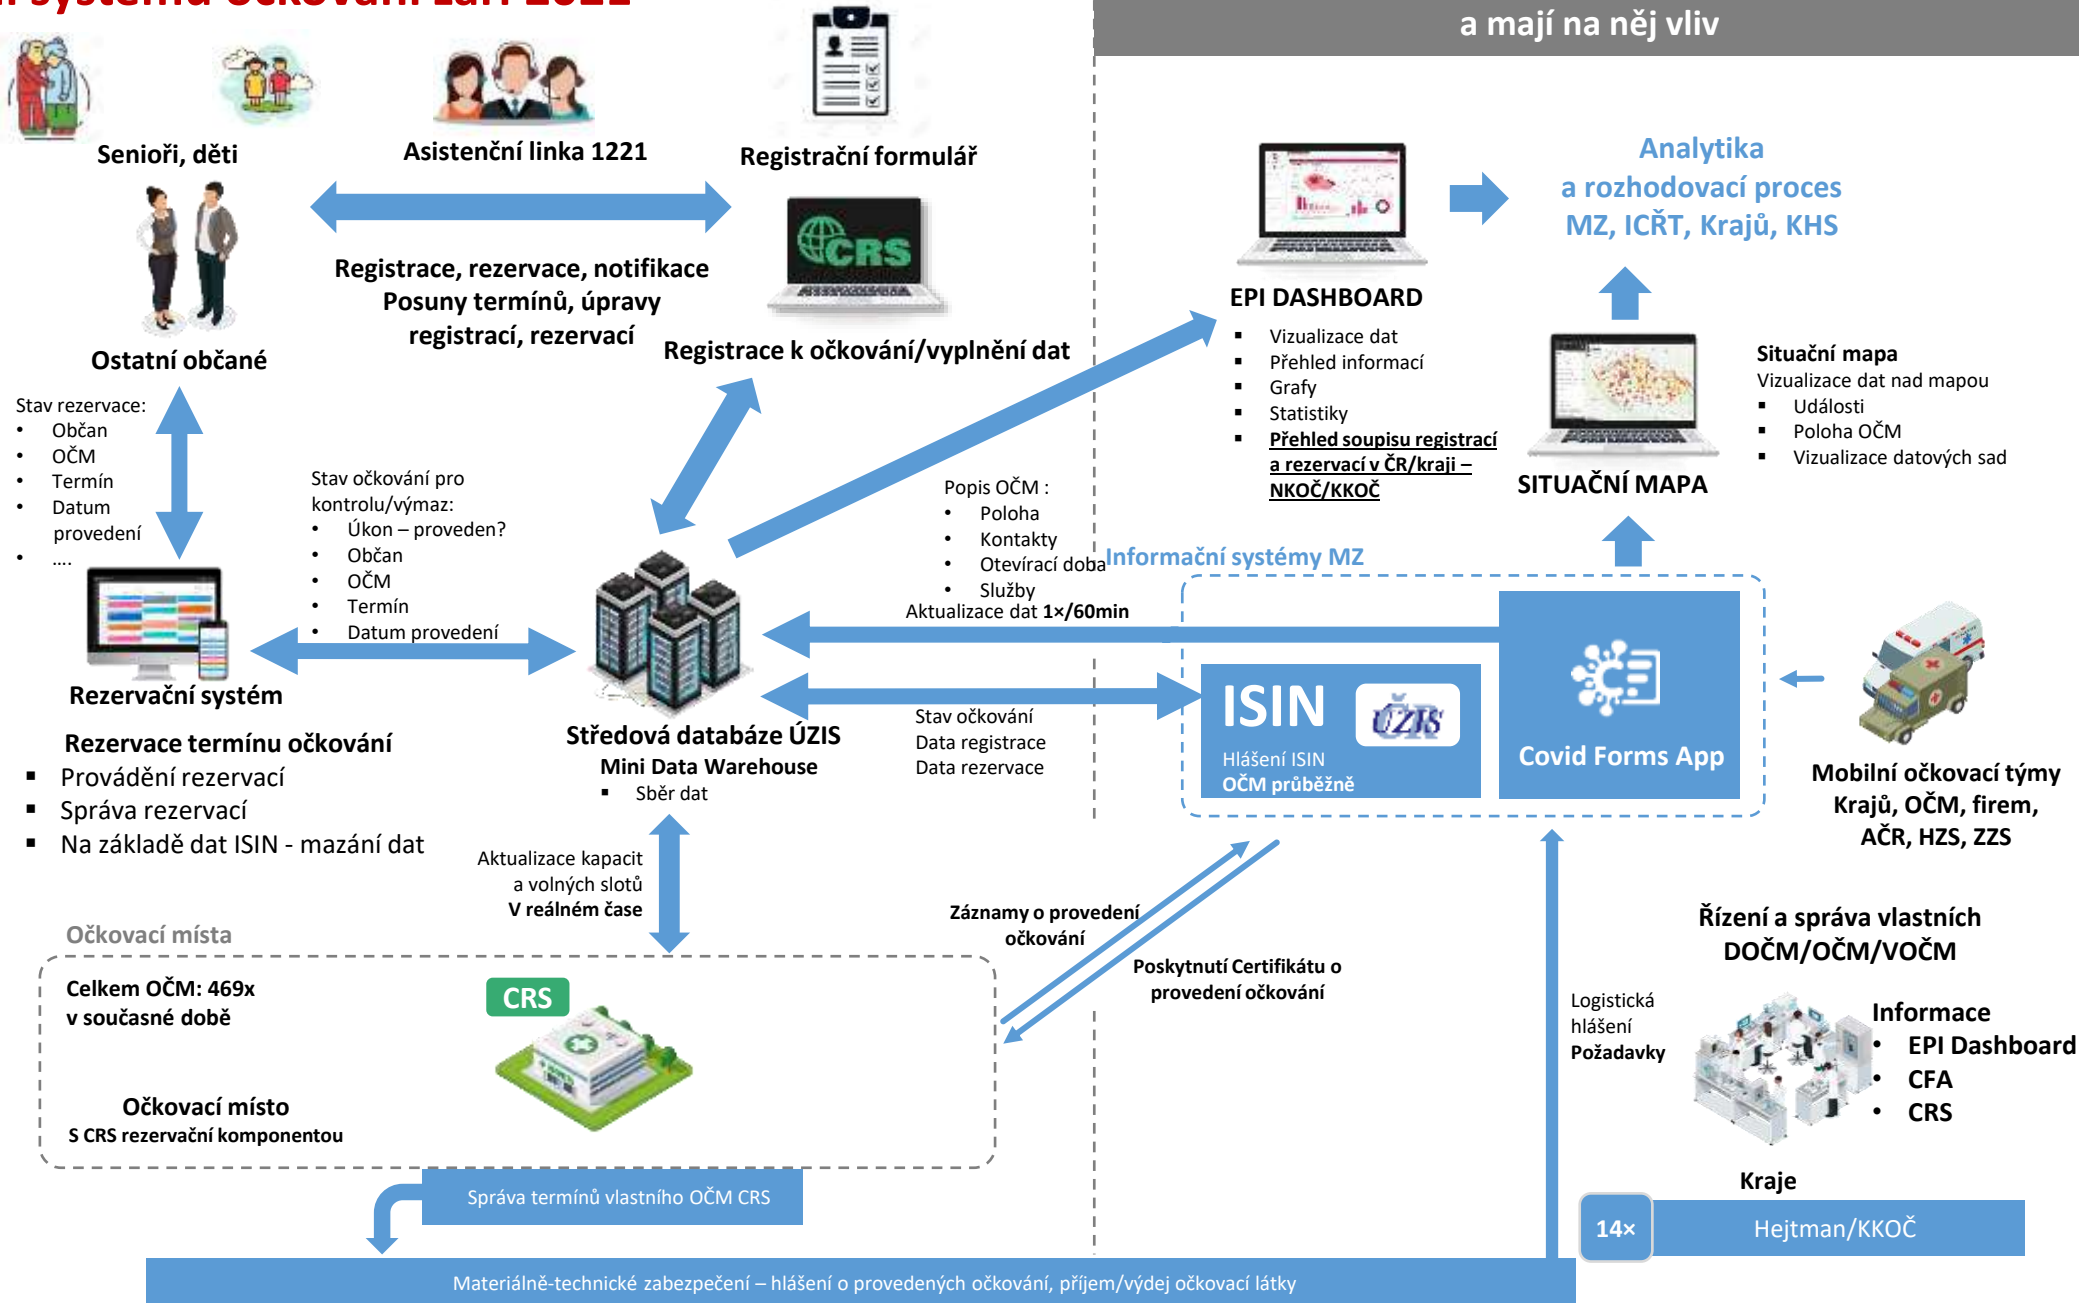 systému očkování září 2021
a mají na něj vliv
Senioři, děti
Asistenční linka 1221
Registrační formulář
Registrace, rezervace, notifikace
Posuny termínů, úpravy
registrací, rezervací
CRS
Registrace k očkování/vyplnění dat
Ostatní občané
Stav rezervace:
• Občan
• OČM
• Termín
• Datum
provedení
• ....
Stav očkování pro
kontrolu/výmaz:
• Úkon – proveden?
• Občan
• OČM
• Termín
• Datum provedení
Rezervační systém
Rezervace termínu očkování
▪ Provádění rezervací
▪ Správa rezervací
▪ Na základě dat ISIN - mazání dat
Středová databáze ÚZIS
Mini Data Warehouse
▪ Sběr dat
Aktualizace kapacit
a volných slotů
V reálném čase
EPI DASHBOARD
▪ Vizualizace dat
▪ Přehled informací
▪ Grafy
▪ Statistiky
▪ Přehled soupisu registrací
a rezervací v ČR/kraji –
NKOČ/KKOČ
Analytika
a rozhodovací proces
MZ, ICŘT, Krajů, KHS
SITUAČNÍ MAPA
Situační mapa
Vizualizace dat nad mapou
▪ Události
▪ Poloha OČM
▪ Vizualizace datových sad
Popis OČM :
• Poloha
• Kontakty
• Otevírací doba
• Služby
Aktualizace dat 1×/60min
Informační systémy MZ
Stav očkování
Data registrace
Data rezervace
ISIN
ÚZIS
Hlášení ISIN
OČM průběžně
Covid Forms App
Mobilní očkovací týmy
Krajů, OČM, firem,
AČR, HZS, ZZS
Záznamy o provedení
očkování
Poskytnutí Certifikátu o
provedení očkování
Očkovací místa
Celkem OČM: 469x
v současné době
CRS
Očkovací místo
S CRS rezervační komponentou
Správa termínů vlastního OČM CRS
Řízení a správa vlastních
DOČM/OČM/VOČM
Logistická
hlášení
Požadavky
Informace
• EPI Dashboard
• CFA
• CRS
Kraje
14×
Hejtman/KKOČ
Materiálně-technické zabezpečení – hlášení o provedených očkování, příjem/výdej očkovací látky